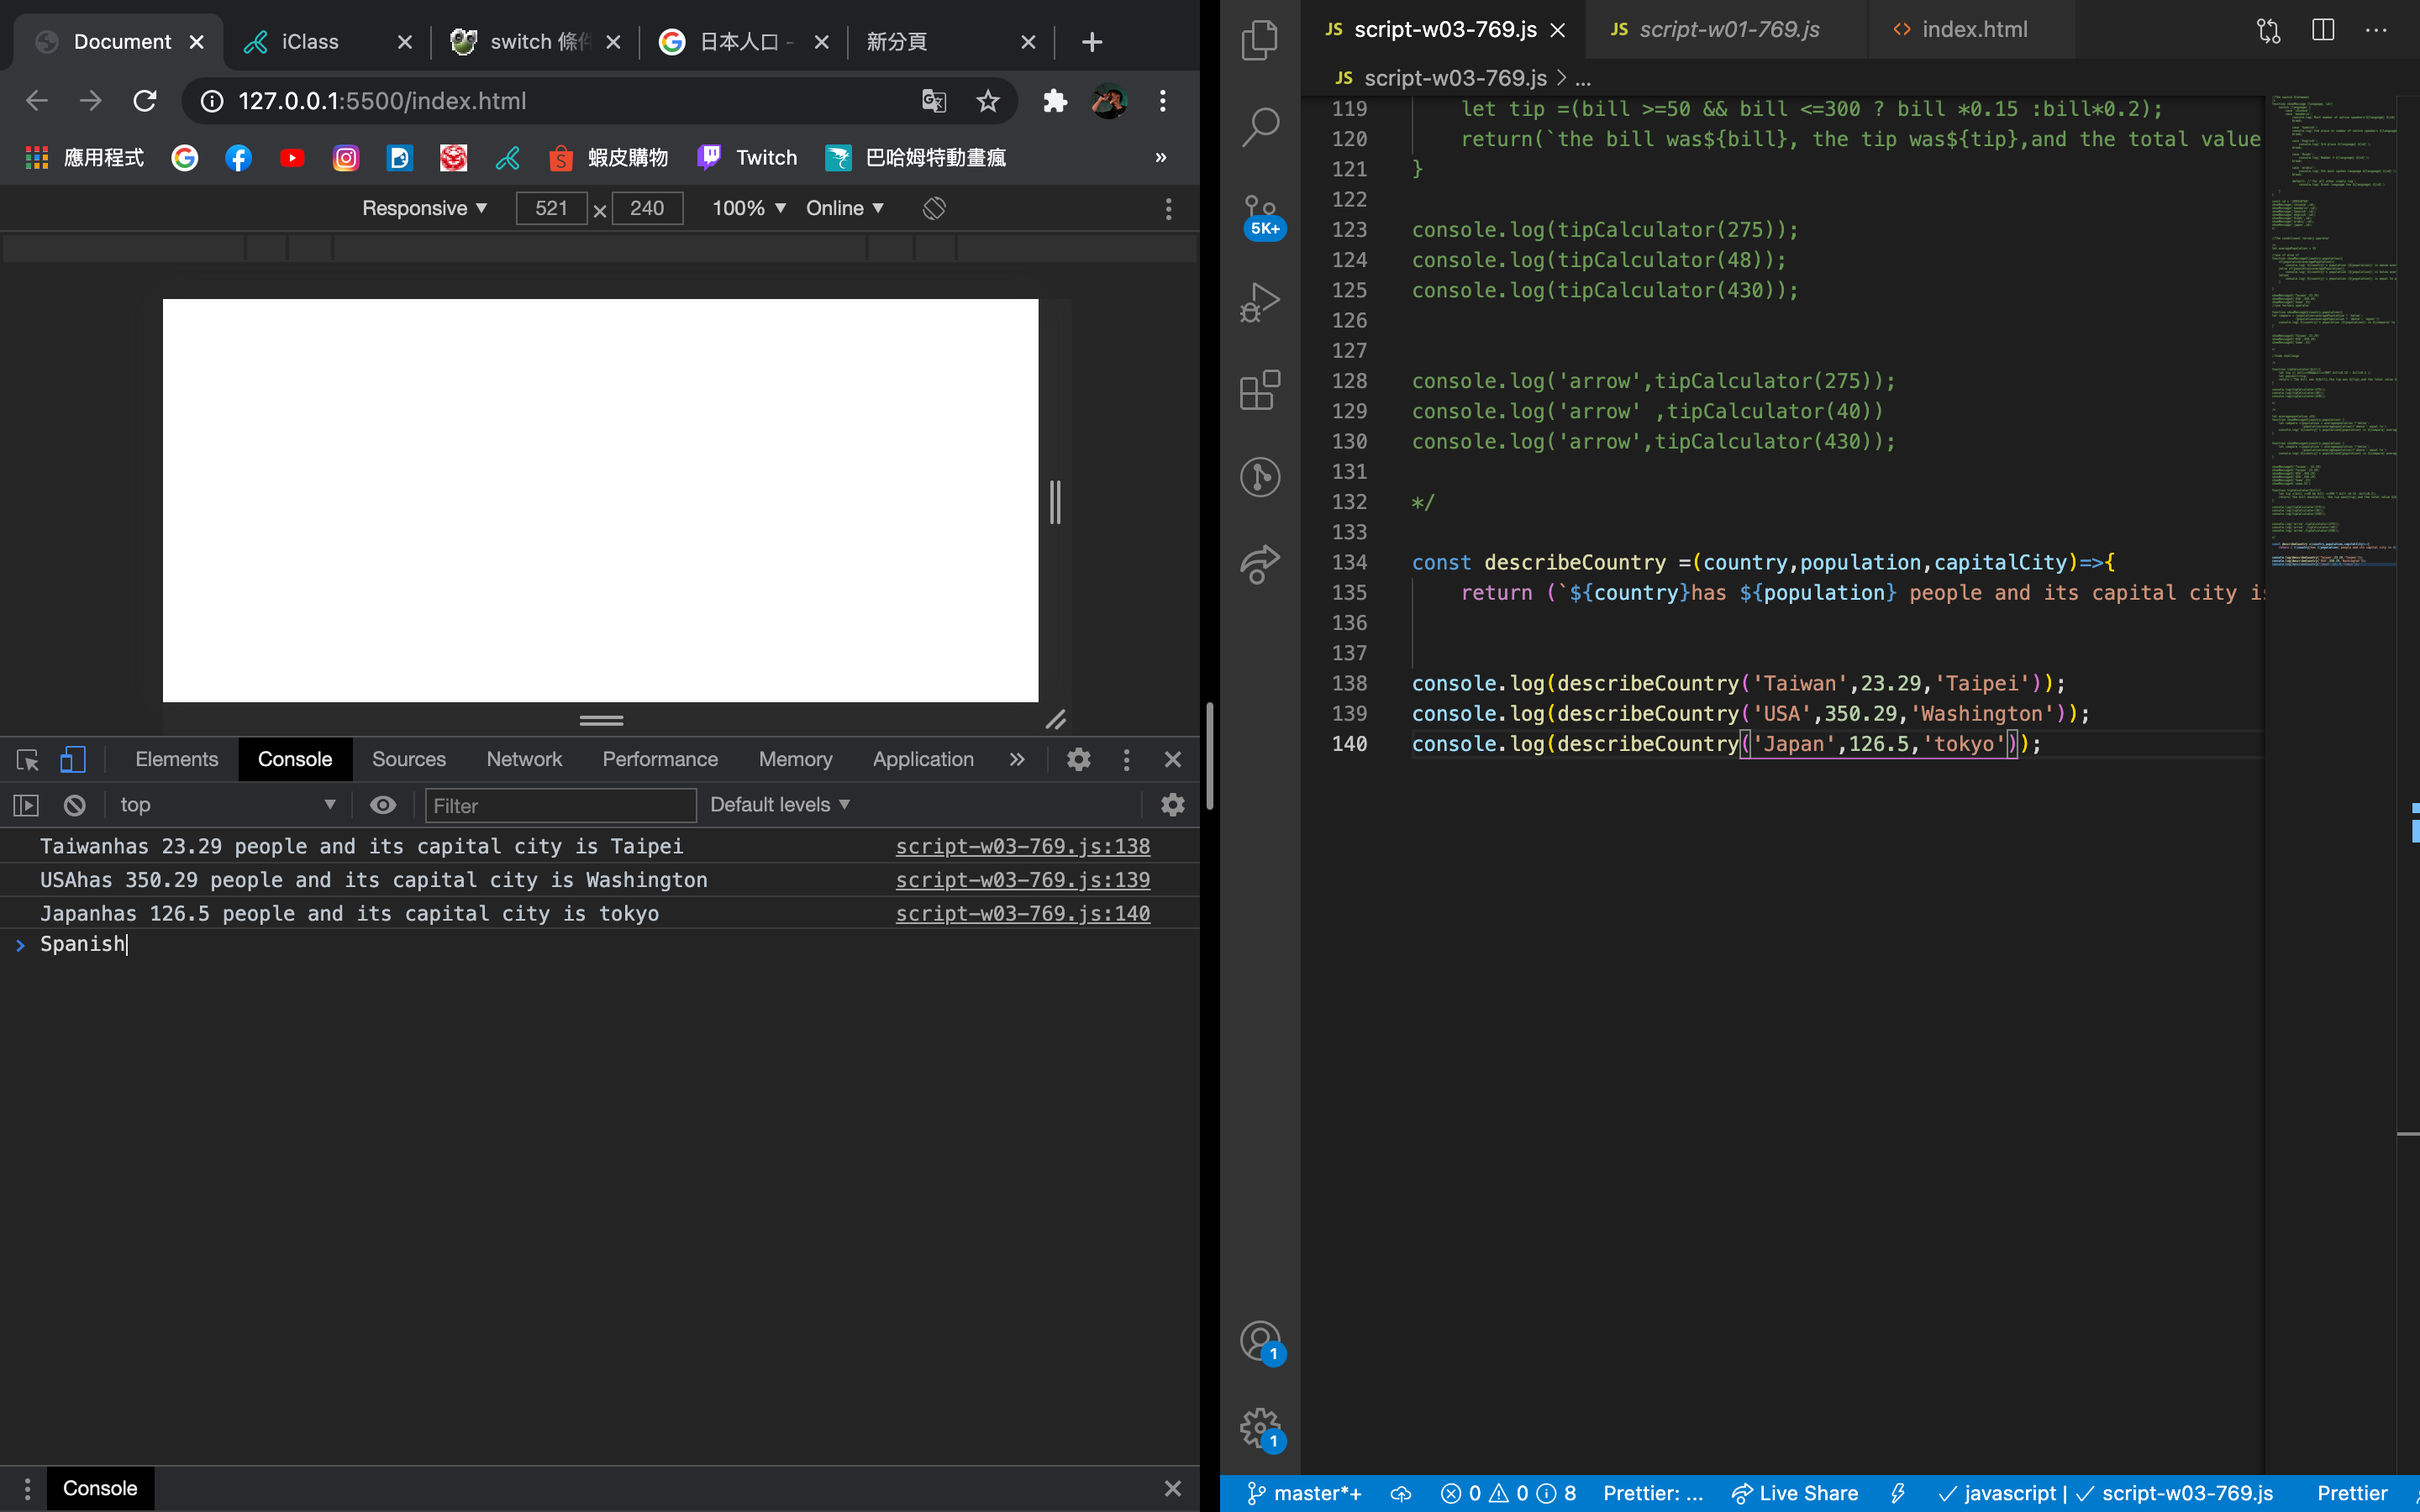 Document
iClass
switch 條件
日本人口 -
新分頁
127.0.0.1:5500/index.html
應用程式
蝦皮購物
Twitch
巴哈姆特動畫瘋
»
Responsive
521 × 240
100%
Online
Elements
Console
Sources
Network
Performance
Memory
Application
»
top
Filter
Default levels
Taiwanhas 23.29 people and its capital city is Taipei script-w03-769.js:138
USAhas 350.29 people and its capital city is Washington script-w03-769.js:139
Japanhas 126.5 people and its capital city is tokyo script-w03-769.js:140
> Spanish
Console
JS script-w03-769.js
JS script-w01-769.js
<> index.html
JS script-w03-769.js > ...
5K+
119 let tip =(bill >=50 && bill <=300 ? bill *0.15 :bill*0.2);
120 return(`the bill was${bill}, the tip was${tip},and the total value
121 }
122
123 console.log(tipCalculator(275));
124 console.log(tipCalculator(48));
125 console.log(tipCalculator(430));
126
127
128 console.log('arrow',tipCalculator(275));
129 console.log('arrow' ,tipCalculator(40))
130 console.log('arrow',tipCalculator(430));
131
132 */
133
134 const describeCountry =(country,population,capitalCity)=>{
135 return (`${country}has ${population} people and its capital city is
136
137
138 console.log(describeCountry('Taiwan',23.29,'Taipei'));
139 console.log(describeCountry('USA',350.29,'Washington'));
140 console.log(describeCountry('Japan',126.5,'tokyo'));
1
1
master*+
0 0 8
Prettier: ...
Live Share
javascript | script-w03-769.js
Prettier